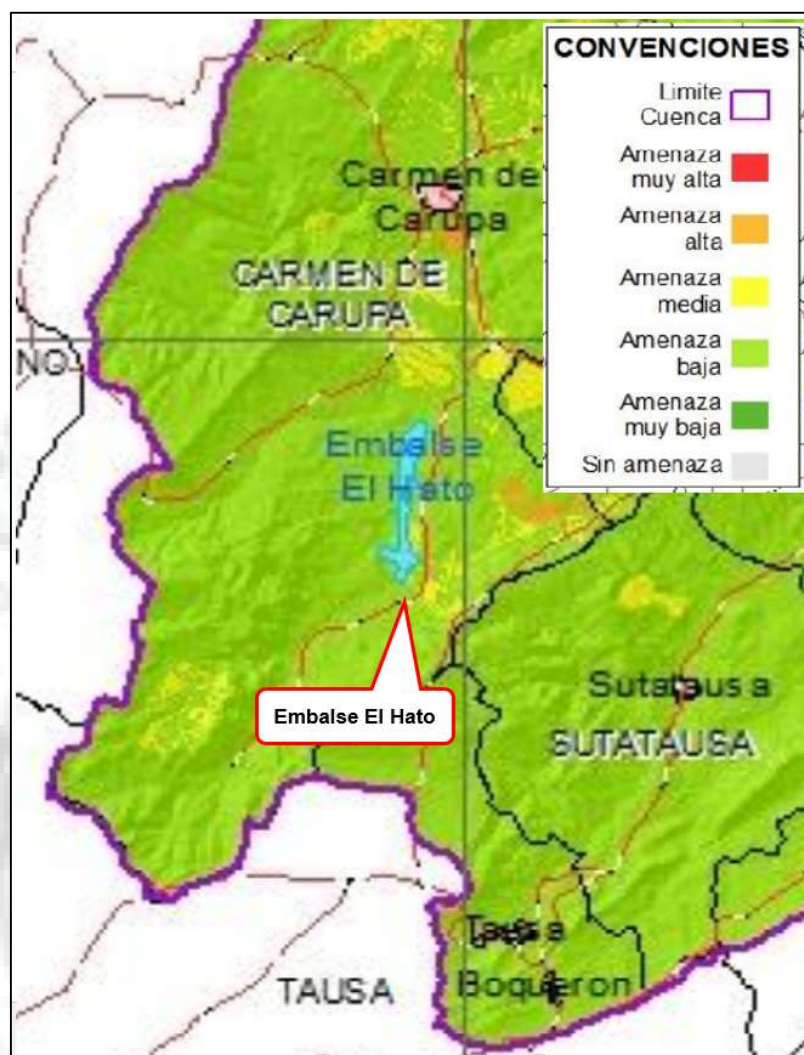 CONVENCIONES
Limite
Cuenca
Amenaza
muy alta
Amenaza
alta
Amenaza
media
Amenaza
baja
Amenaza
muy baja
Sin amenaza
Carmen de
Carupa
CARMEN DE
CARUPA
NO
Embalse
El Hato
Embalse El Hato
Sutatausa
SUTATAUSA
Tausa
Boqueron
TAUSA